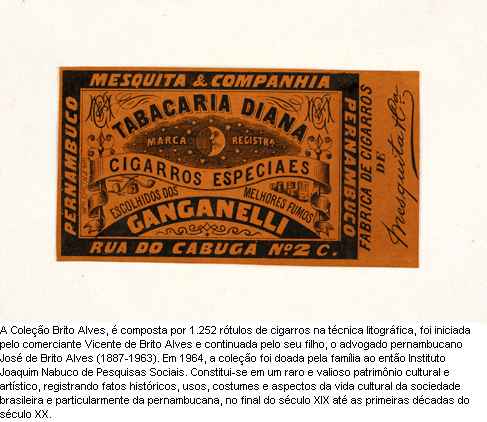 MESQUITA & COMPANHIA
PERNAMBUCO
TABACARIA DIANA
MARCA REGISTRA
CIGARROS ESPECIAES
ESCOLHIDOS DOS MELHORES FUMOS
GANGANELLI
RUA DO CABUGÁ Nº 2 C.
PERNAMBUCO
FABRICA DE CIGARROS
DE
Mesquita & Cª
A Coleção Brito Alves, é composta por 1.252 rótulos de cigarros na técnica litográfica, foi iniciada
pelo comerciante Vicente de Brito Alves e continuada pelo seu filho, o advogado pernambucano
José de Brito Alves (1887-1963). Em 1964, a coleção foi doada pela família ao então Instituto
Joaquim Nabuco de Pesquisas Sociais. Constitui-se em um raro e valioso patrimônio cultural e
artístico, registrando fatos históricos, usos, costumes e aspectos da vida cultural da sociedade
brasileira e particularmente da pernambucana, no final do século XIX até as primeiras décadas do
século XX.